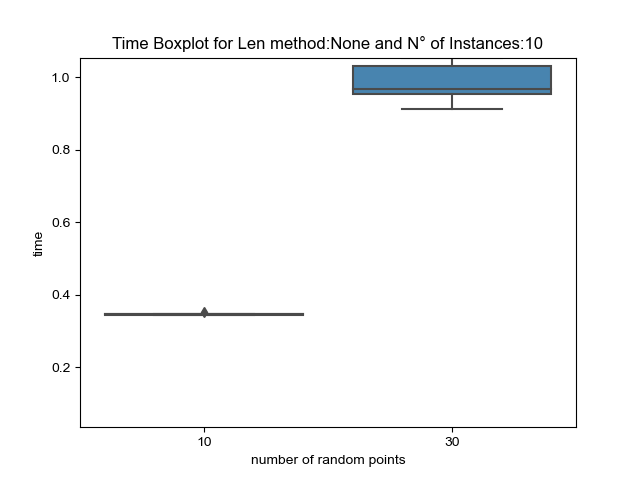 Time Boxplot for Len method:None and N° of Instances:10
1.0
0.8
0.6
0.4
0.2
time
10
30
number of random points